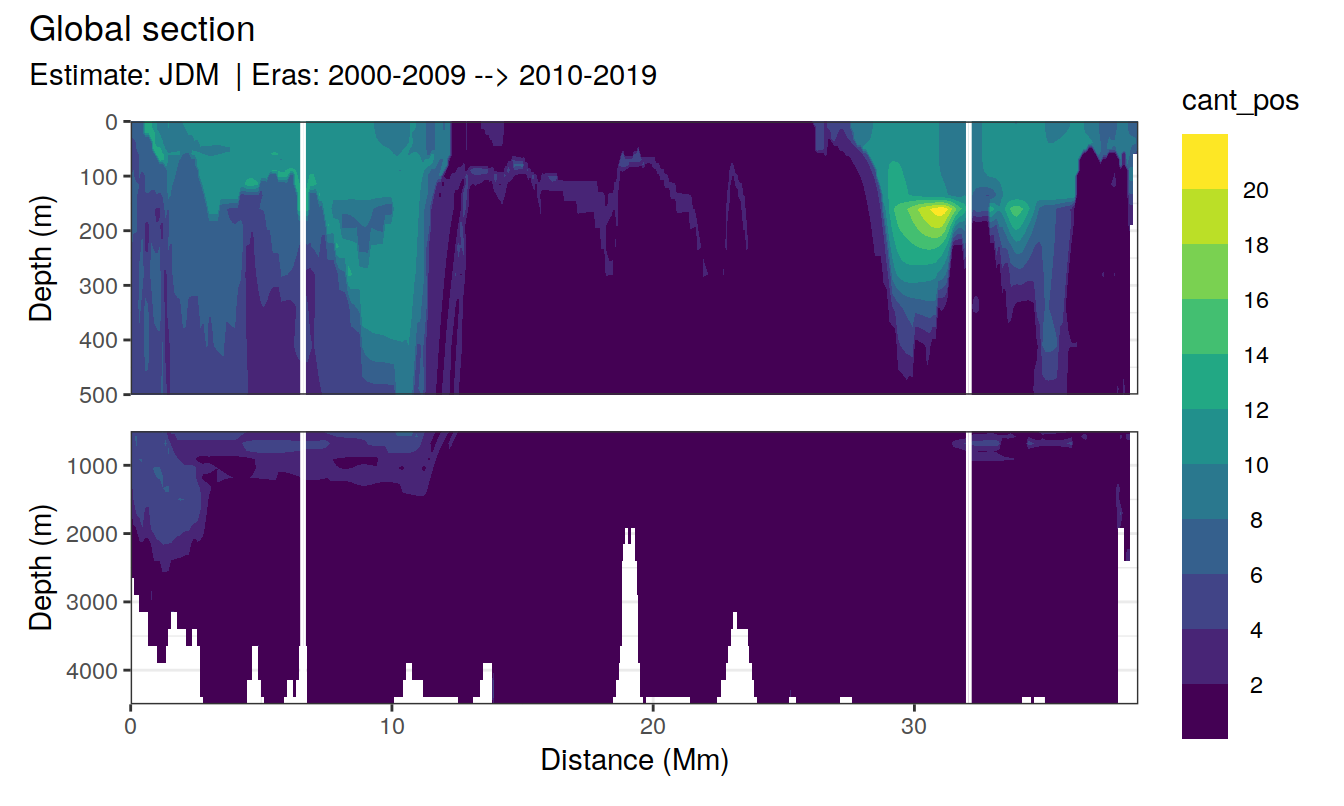 Global section
Estimate: JDM | Eras: 2000-2009 --> 2010-2019
cant_pos
0
100
200
300
400
500
Depth (m)
1000
2000
3000
4000
Depth (m)
0 10 20 30
Distance (Mm)
20
18
16
14
12
10
8
6
4
2